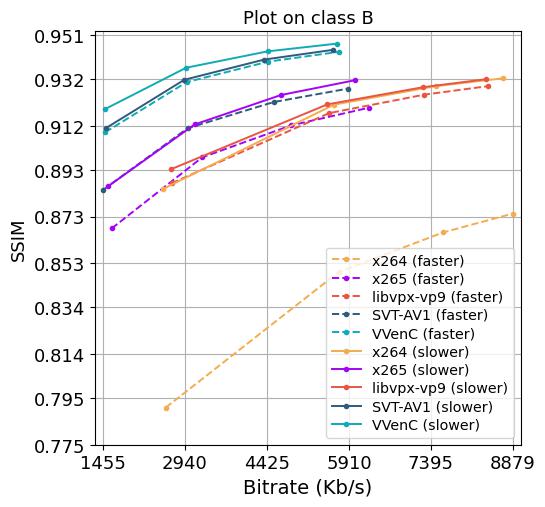 Plot on class B
SSIM
0.951
0.932
0.912
0.893
0.873
0.853
0.834
0.814
0.795
0.775
x264 (faster)
x265 (faster)
libvpx-vp9 (faster)
SVT-AV1 (faster)
VVenC (faster)
x264 (slower)
x265 (slower)
libvpx-vp9 (slower)
SVT-AV1 (slower)
VVenC (slower)
1455 2940 4425 5910 7395 8879
Bitrate (Kb/s)